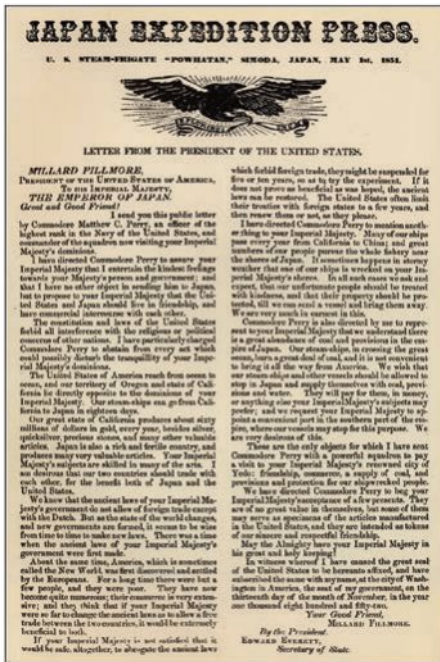 JAPAN EXPEDITION PRESS.
U. S. STEAM-FRIGATE "POWHATAN," SIMODA, JAPAN, MAY 1st, 1854.
LETTER FROM THE PRESIDENT OF THE UNITED STATES.
MILLARD FILLMORE,
PRESIDENT OF THE UNITED STATES OF AMERICA,
TO HIS IMPERIAL MAJESTY,
THE EMPEROR OF JAPAN.
Great and Good Friend!
I send you this public letter
by Commodore Matthew C. Perry, an officer of the
highest rank in the Navy of the United States, and
commander of the squadron now visiting your Imperial
Majesty's dominions.
I have directed Commodore Perry to assure your
Imperial Majesty that I entertain the kindest feelings
towards your Majesty's person and government; and
that I have no other object in sending him to Japan,
but to propose to your Imperial Majesty that the Uni-
ted States and Japan should live in friendship, and
have commercial intercourse with each other.
The constitution and laws of the United States
forbid all interference with the religious or political
concerns of other nations. I have particularly charged
Commodore Perry to abstain from every act which
could possibly disturb the tranquillity of your Impe-
rial Majesty's dominions.
The United States of America reach from ocean to
ocean, and our territory of Oregon and state of Cali-
fornia lie directly opposite to the dominions of your
Imperial Majesty. Our steam-ships can go from Cali-
fornia to Japan in eighteen days.
Our great state of California produces about sixty
millions of dollars in gold, every year, besides silver,
quicksilver, precious stones, and many other valuable
articles. Japan is also a rich and fertile country, and
produces many very valuable articles. Your Imperial
Majesty's subjects are skilled in many of the arts. I
am desirous that our two countries should trade with
each other, for the benefit both of Japan and the
United States.
We know that the ancient laws of your Imperial Ma-
jesty's government do not allow of foreign trade except
with the Dutch. But as the state of the world changes,
and new governments are formed, it seems to be wise
from time to time to make new laws. There was a time
when the ancient laws of your Imperial Majesty's
government were first made.
About the same time, America, which is sometimes
called the New World, was first discovered and settled
by the Europeans. For a long time there were but a
few people, and they were poor. They have now
become quite numerous; their commerce is very exten-
sive; and they think that if your Imperial Majesty
were so far to change the ancient laws as to allow a free
trade between the two countries, it would be extremely
beneficial to both.
If your Imperial Majesty is not satisfied that it
would be safe, altogether, to abrogate the ancient laws
which forbid foreign trade, they might be suspended for
five or ten years, so as to try the experiment. If it
does not prove as beneficial as was hoped, the ancient
laws can be restored. The United States often limit
their treaties with foreign states to a few years, and
then renew them or not, as they please.
I have directed Commodore Perry to mention anoth-
er thing to your Imperial Majesty. Many of our ships
pass every year from California to China; and great
numbers of our people pursue the whale fishery near
the shores of Japan. It sometimes happens in stormy
weather that one of our ships is wrecked on your Im-
perial Majesty's shores. In all such cases we ask and
expect, that our unfortunate people should be treated
with kindness, and that their property should be pro-
tected, till we can send a vessel and bring them away.
We are very much in earnest in this.
Commodore Perry is also directed by me to repre-
sent to your Imperial Majesty that we understand there
is a great abundance of coal and provisions in the em-
pire of Japan. Our steam-ships, in crossing the great
ocean, burn a great deal of coal, and it is not convenient
to bring it all the way from America. We wish that
our steam-ships and other vessels should be allowed to
stop in Japan and supply themselves with coal, provi-
sions and water. They will pay for them, in money,
or anything else your Imperial Majesty's subjects may
prefer; and we request your Imperial Majesty to ap-
point a convenient port in the southern part of the em-
pire, where our vessels may stop for this purpose. We
are very desirous of this.
These are the only objects for which I have sent
Commodore Perry with a powerful squadron to pay
a visit to your Imperial Majesty's renowned city of
Yedo: friendship, commerce, a supply of coal, and
provisions and protection for our shipwrecked people.
We have directed Commodore Perry to beg your
Imperial Majesty's acceptance of a few presents. They
are of no great value in themselves, but some of them
may serve as specimens of the articles manufactured
in the United States, and they are intended as tokens
of our sincere and respectful friendship.
May the Almighty have your Imperial Majesty in
his great and holy keeping!
In witness whereof I have caused the great seal
of the United States to be hereunto affixed, and have
subscribed the same with my name, at the city of Wash-
ington in America, the seat of my government, on the
thirteenth day of the month of November, in the year
one thousand eight hundred and fifty-two.
Your Good Friend,
MILLARD FILLMORE.
By the President.
EDWARD EVERETT,
Secretary of State.